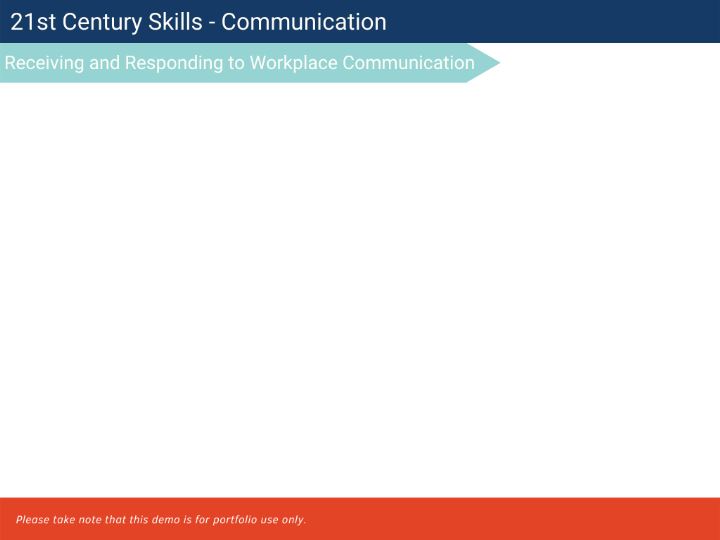 21st Century Skills - Communication
Receiving and Responding to Workplace Communication
Please take note that this demo is for portfolio use only.